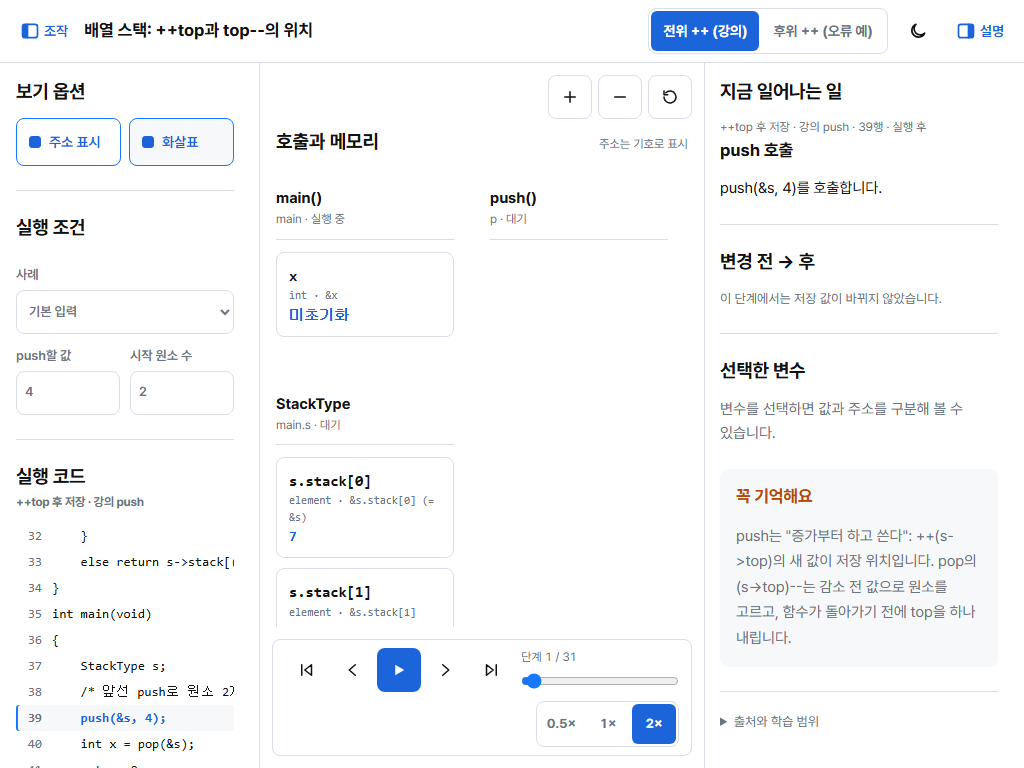 조작
배열 스택: ++top과 top--의 위치
전위 ++ (강의)
후위 ++ (오류 예)
설명
보기 옵션
주소 표시
화살표
실행 조건
사례
기본 입력
push할 값
시작 원소 수
4
2
실행 코드
++top 후 저장 · 강의 push
32 }
33 else return s->stack[
34 }
35 int main(void)
36 {
37 StackType s;
38 /* 앞선 push로 원소 2
39 push(&s, 4);
40 int x = pop(&s);
호출과 메모리
주소는 기호로 표시
main()
main · 실행 중
push()
p · 대기
x
int · &x
미초기화
StackType
main.s · 대기
s.stack[0]
element · &s.stack[0] (=
&s)
7
s.stack[1]
element · &s.stack[1]
단계 1 / 31
0.5×
1×
2×
지금 일어나는 일
++top 후 저장 · 강의 push · 39행 · 실행 후
push 호출
push(&s, 4)를 호출합니다.
변경 전 → 후
이 단계에서는 저장 값이 바뀌지 않았습니다.
선택한 변수
변수를 선택하면 값과 주소를 구분해 볼 수
있습니다.
꼭 기억해요
push는 "증가부터 하고 쓴다": ++(s-
>top)의 새 값이 저장 위치입니다. pop의
(s→top)--는 감소 전 값으로 원소를
고르고, 함수가 돌아가기 전에 top을 하나
내립니다.
출처와 학습 범위